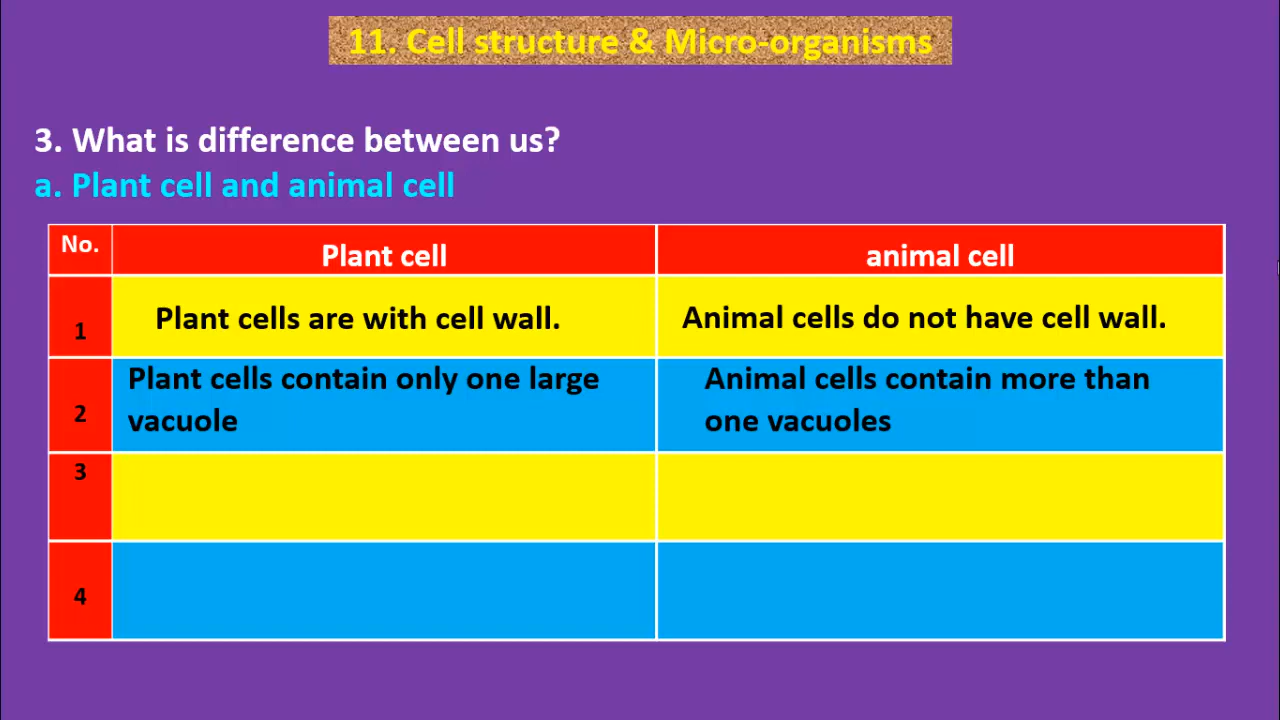 11. Cell structure & Micro-organisms
3. What is difference between us?
a. Plant cell and animal cell
No. Plant cell animal cell
1 Plant cells are with cell wall. Animal cells do not have cell wall.
2 Plant cells contain only one large Animal cells contain more than
vacuole one vacuoles
3
4